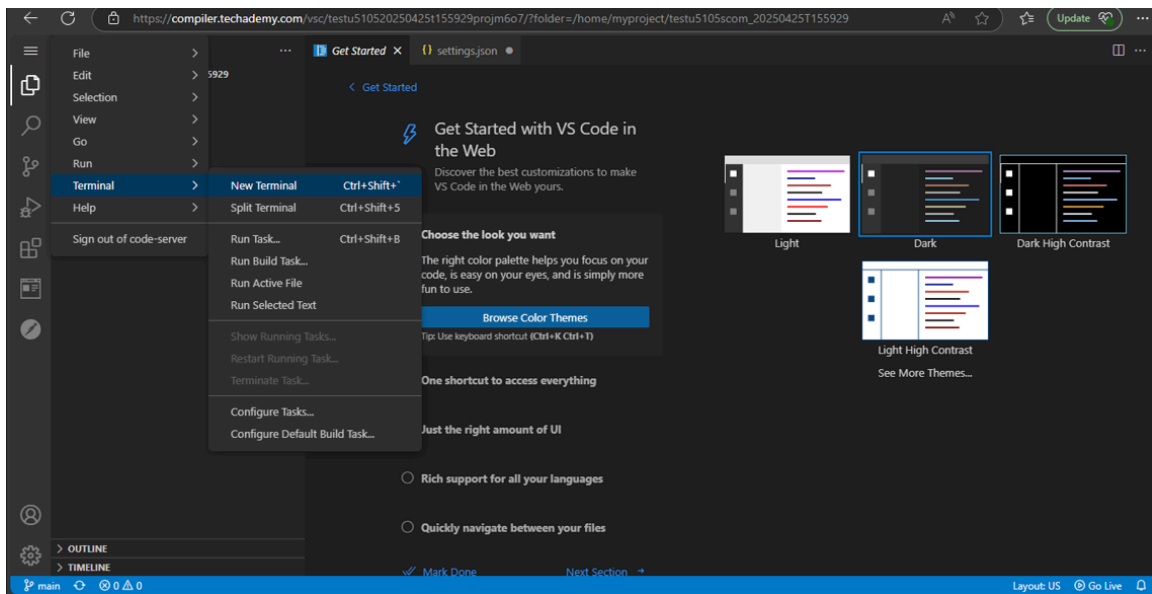 https://compiler.techademy.com/vsc/testu510520250425t155929projm6o7/?folder=/home/myproject/testu5105scom_20250425T155929
Update
File
Edit
Selection
View
Go
Run
Terminal
Help
Sign out of code-server
5929
New Terminal Ctrl+Shift+`
Split Terminal Ctrl+Shift+5
Run Task... Ctrl+Shift+B
Run Build Task...
Run Active File
Run Selected Text
Show Running Tasks...
Restart Running Task...
Terminate Task...
Configure Tasks...
Configure Default Build Task...
Get Started
{} settings.json
< Get Started
Get Started with VS Code in
the Web
Discover the best customizations to make
VS Code in the Web yours.
Choose the look you want
The right color palette helps you focus on your
code, is easy on your eyes, and is simply more
fun to use.
Browse Color Themes
Tip: Use keyboard shortcut (Ctrl+K Ctrl+T)
One shortcut to access everything
Just the right amount of UI
Rich support for all your languages
Quickly navigate between your files
Mark Done
Next Section
Light
Dark
Dark High Contrast
Light High Contrast
See More Themes...
OUTLINE
TIMELINE
main 0 0
Layout: US Go Live